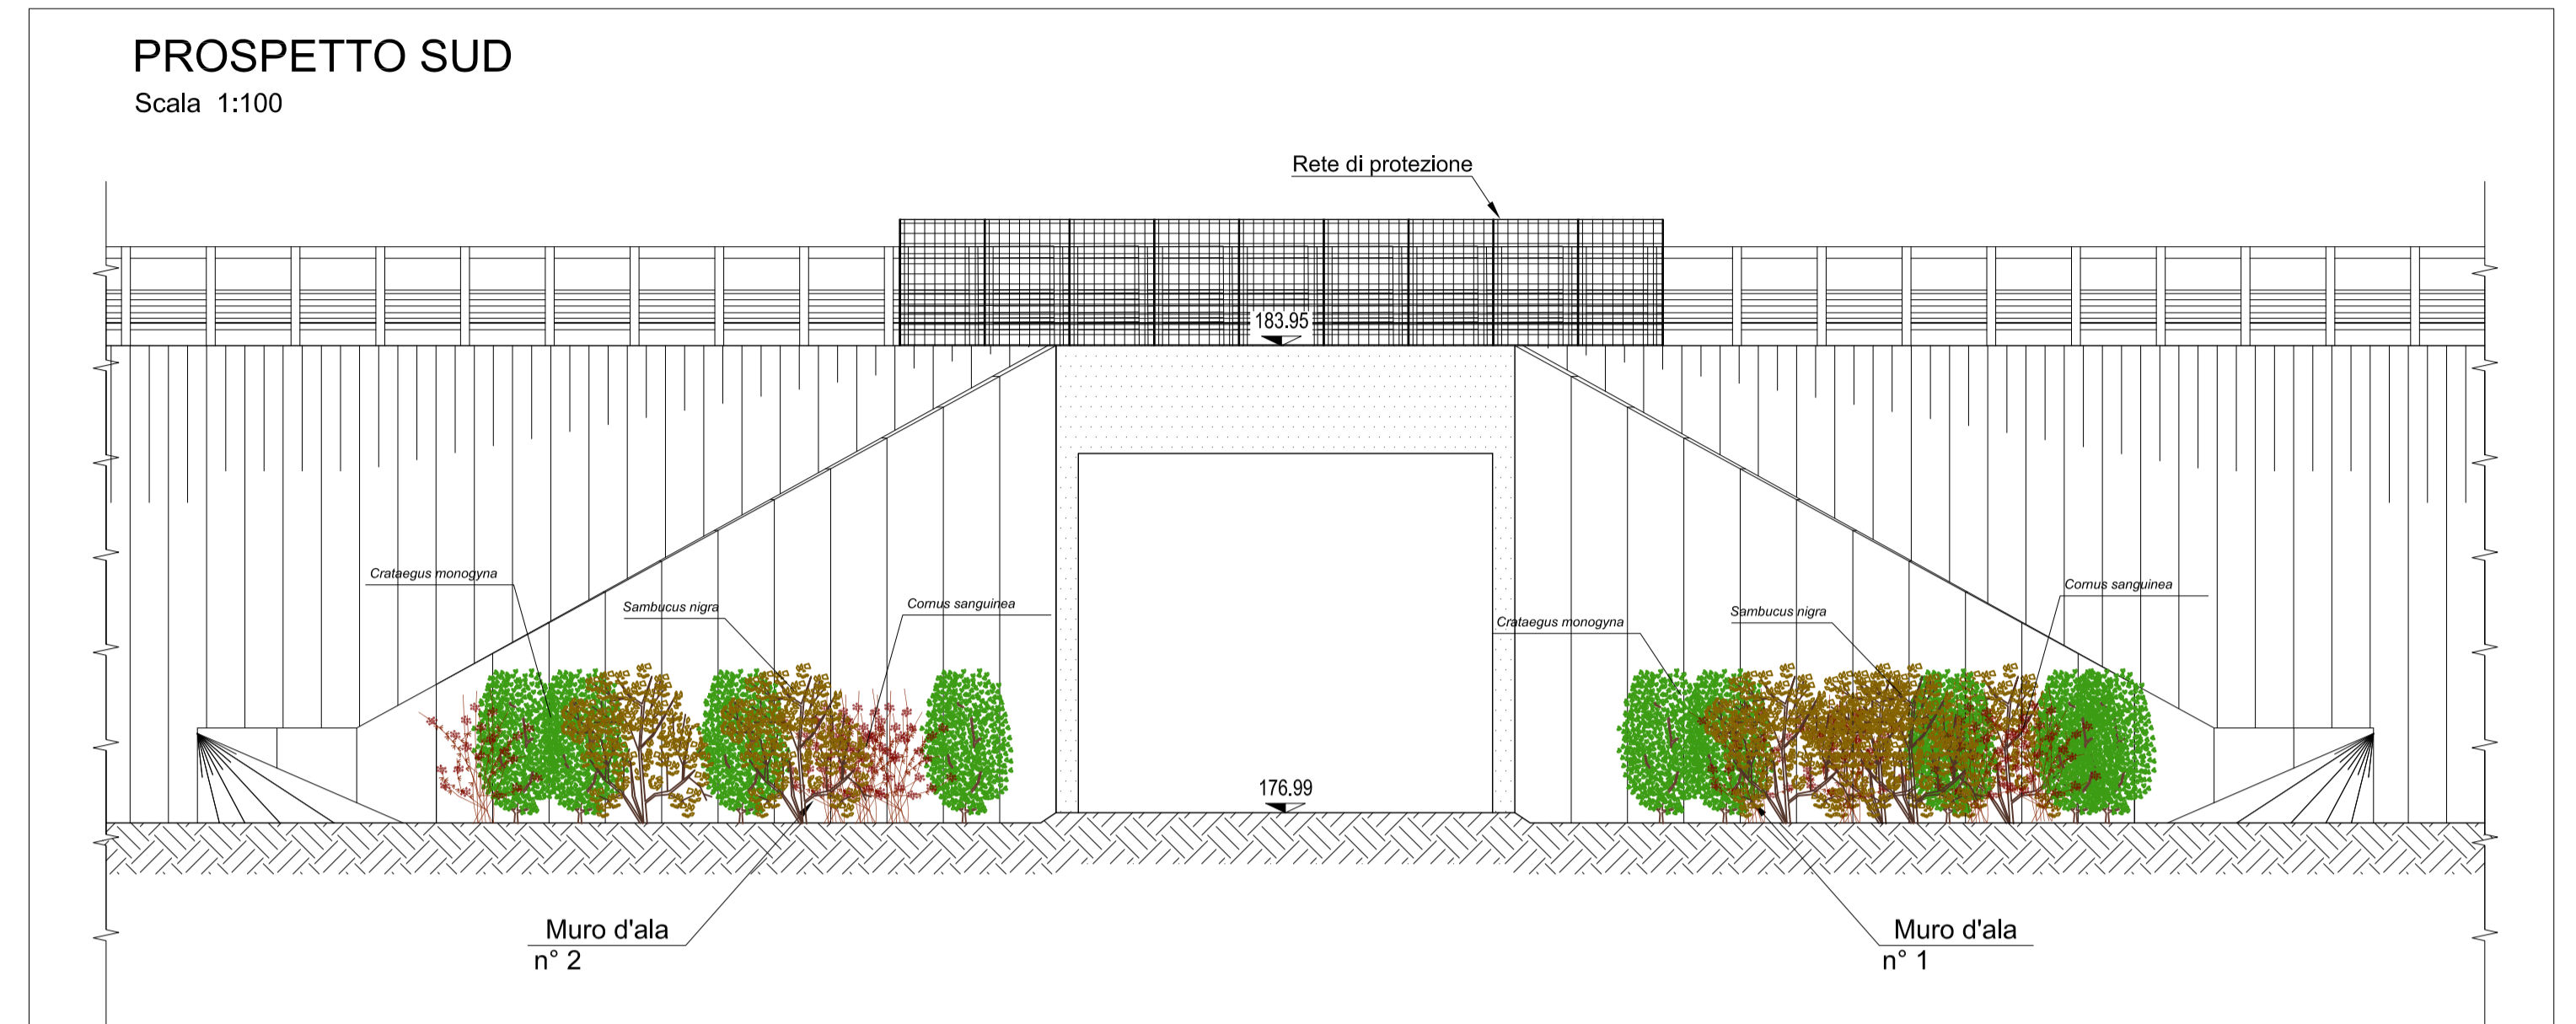 PROSPETTO SUD
Scala 1:100
Rete di protezione
183.95
Crataegus monogyna
Sambucus nigra
Cornus sanguinea
Crataegus monogyna
Sambucus nigra
Cornus sanguinea
176.99
Muro d'ala
n° 2
Muro d'ala
n° 1